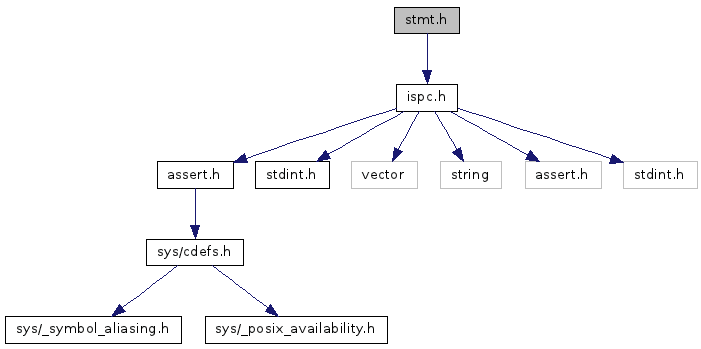 stmt.h
ispc.h
assert.h
stdint.h
vector
string
assert.h
stdint.h
sys/cdefs.h
sys/_symbol_aliasing.h
sys/_posix_availability.h